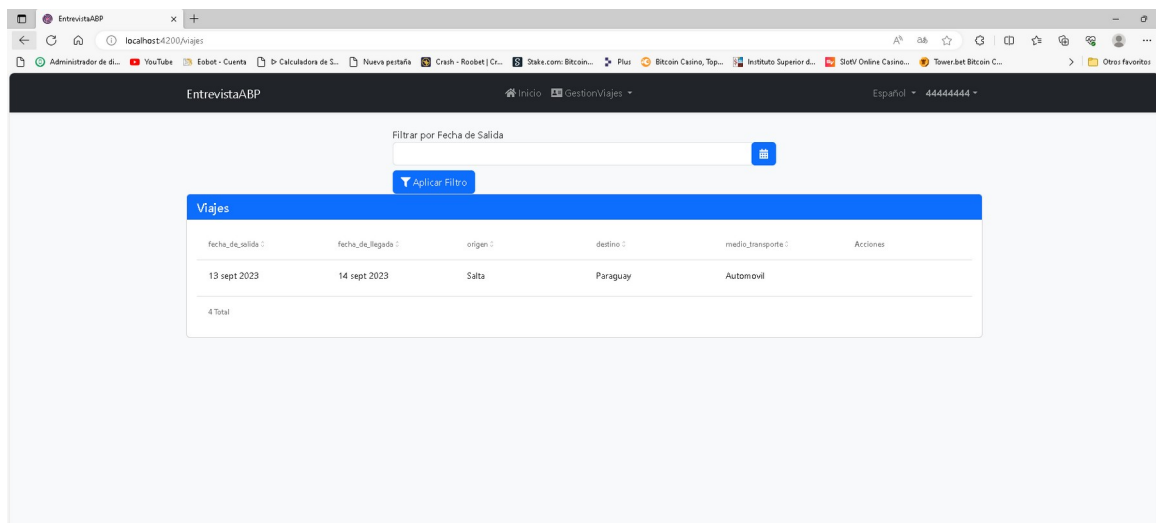 EntrevistaABP
localhost:4200/viajes
Administrador de di... YouTube Eobot - Cuenta ᐅ Calculadora de S... Nueva pestaña Crash - Roobet | Cr... Stake.com: Bitcoin... Plus Bitcoin Casino, Top... Instituto Superior d... SlotV Online Casino... Tower.bet Bitcoin C... Otros favoritos
EntrevistaABP Inicio GestionViajes Español 44444444
Filtrar por Fecha de Salida
Aplicar Filtro
Viajes
fecha_de_salida fecha_de_llegada origen destino medio_transporte Acciones
13 sept 2023 14 sept 2023 Salta Paraguay Automovil
4 Total